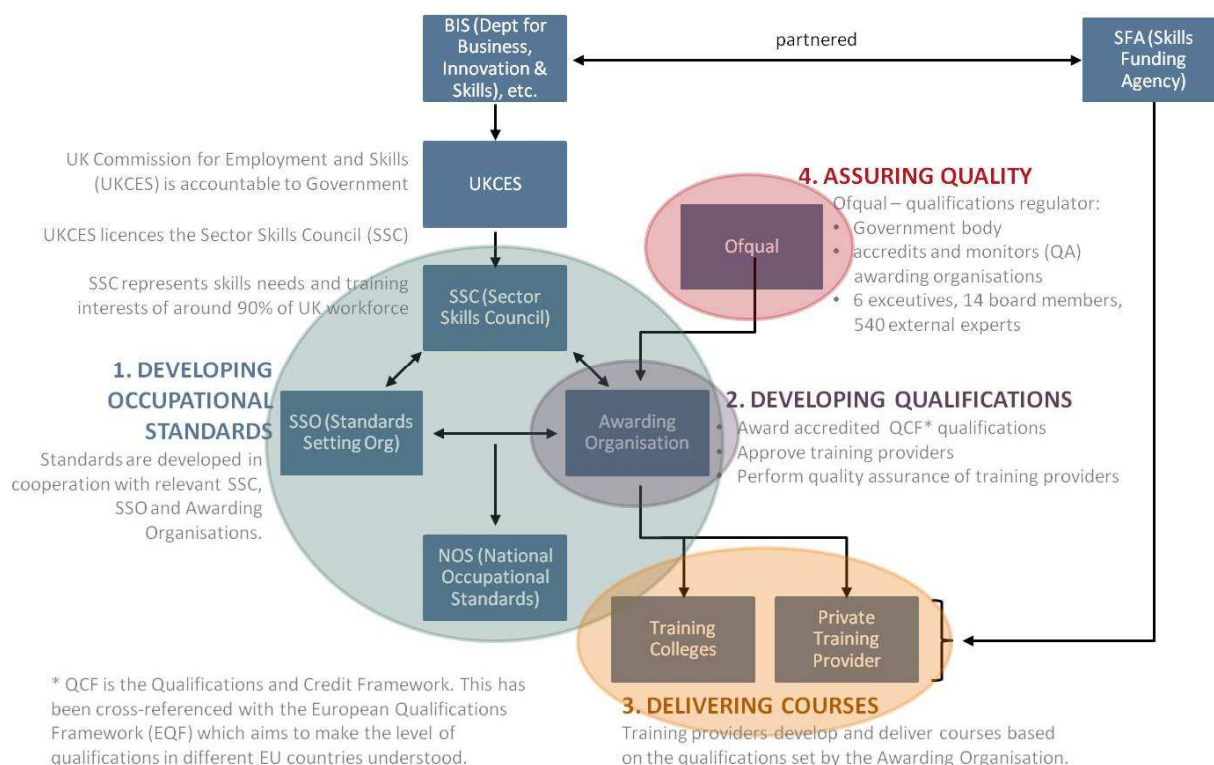 BIS (Dept for
Business,
Innovation &
Skills), etc.
partnered
SFA (Skills
Funding
Agency)
UK Commission for Employment and Skills
(UKCES) is accountable to Government
UKCES
UKCES licences the Sector Skills Council (SSC)
SSC represents skills needs and training
interests of around 90% of UK workforce
SSC (Sector
Skills Council)
4. ASSURING QUALITY
Ofqual – qualifications regulator:
• Government body
• accredits and monitors (QA)
awarding organisations
• 6 exceutives, 14 board members,
540 external experts
Ofqual
1. DEVELOPING
OCCUPATIONAL
STANDARDS
Standards are developed in
cooperation with relevant SSC,
SSO and Awarding
Organisations.
SSO (Standards
Setting Org)
Awarding
Organisation
2. DEVELOPING QUALIFICATIONS
• Award accredited QCF* qualifications
• Approve training providers
• Perform quality assurance of training providers
NOS (National
Occupational
Standards)
Training
Colleges
Private
Training
Provider
3. DELIVERING COURSES
Training providers develop and deliver courses based
on the qualifications set by the Awarding Organisation.
* QCF is the Qualifications and Credit Framework. This has
been cross-referenced with the European Qualifications
Framework (EQF) which aims to make the level of
qualifications in different EU countries understood.